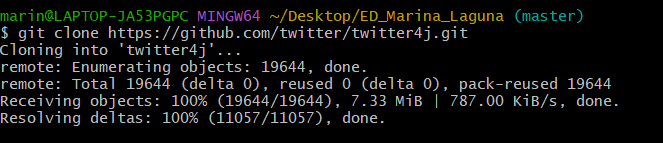 marin@LAPTOP-JA53PGPC MINGW64 ~/Desktop/ED_Marina_Laguna (master)
$ git clone https://github.com/twitter/twitter4j.git
Cloning into 'twitter4j'...
remote: Enumerating objects: 19644, done.
remote: Total 19644 (delta 0), reused 0 (delta 0), pack-reused 19644
Receiving objects: 100% (19644/19644), 7.33 MiB | 787.00 KiB/s, done.
Resolving deltas: 100% (11057/11057), done.